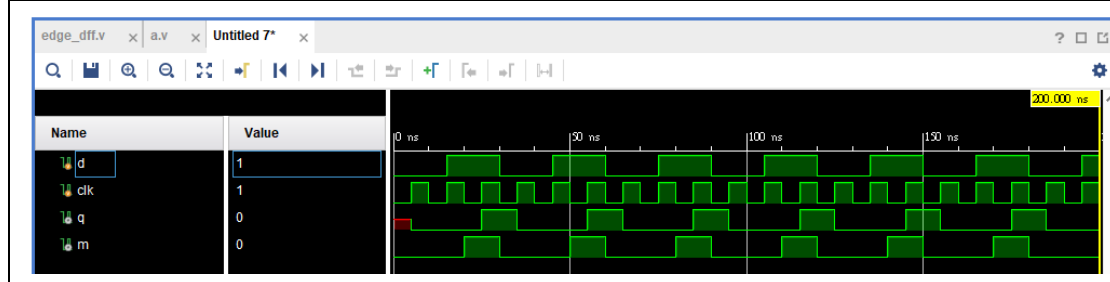 edge_dff.v × a.v × Untitled 7* ×
200.000 ns
Name Value
0 ns 50 ns 100 ns 150 ns
d 1
clk 1
q 0
m 0